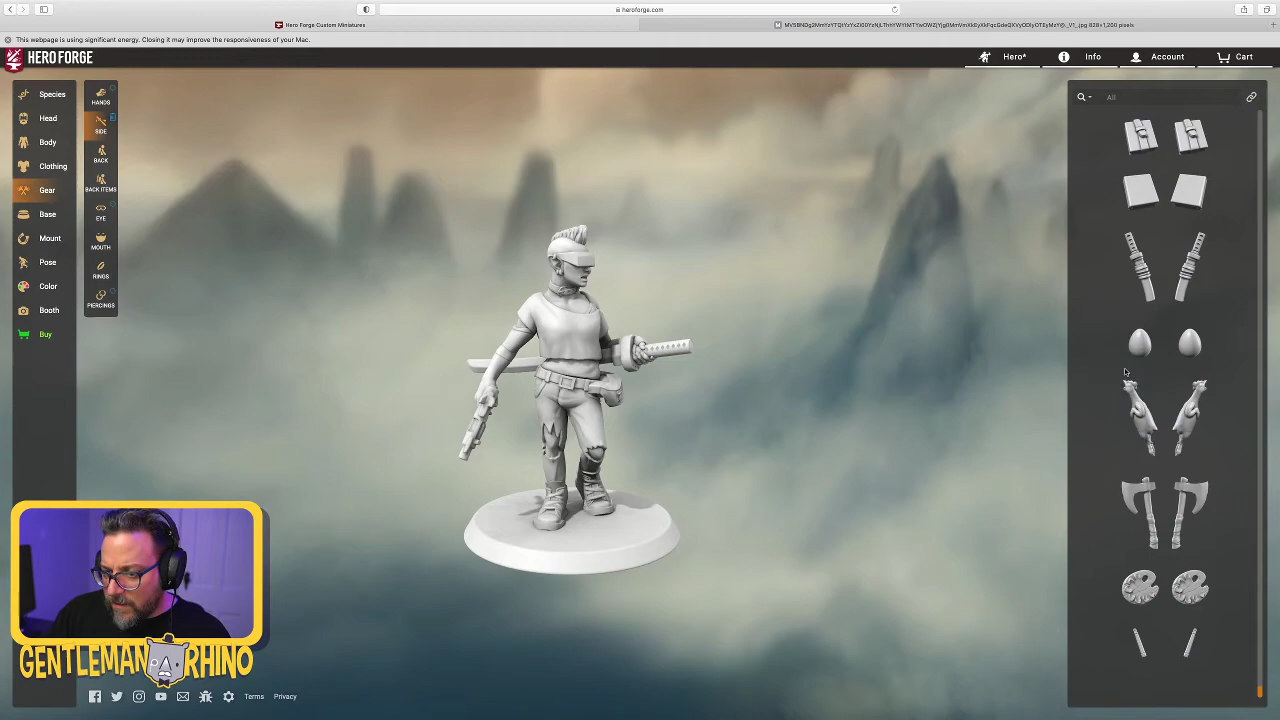 heroforge.com
Hero Forge Custom Miniatures
This webpage is using significant energy. Closing it may improve the responsiveness of your Mac.
HERO FORGE
Hero*
Info
Account
Cart
Species
Head
Body
Clothing
Gear
Base
Mount
Pose
Color
Booth
Buy
HANDS
SIDE
BACK
BACK ITEMS
EYE
MOUTH
RINGS
PIERCINGS
All
GENTLEMAN RHINO
Terms
Privacy